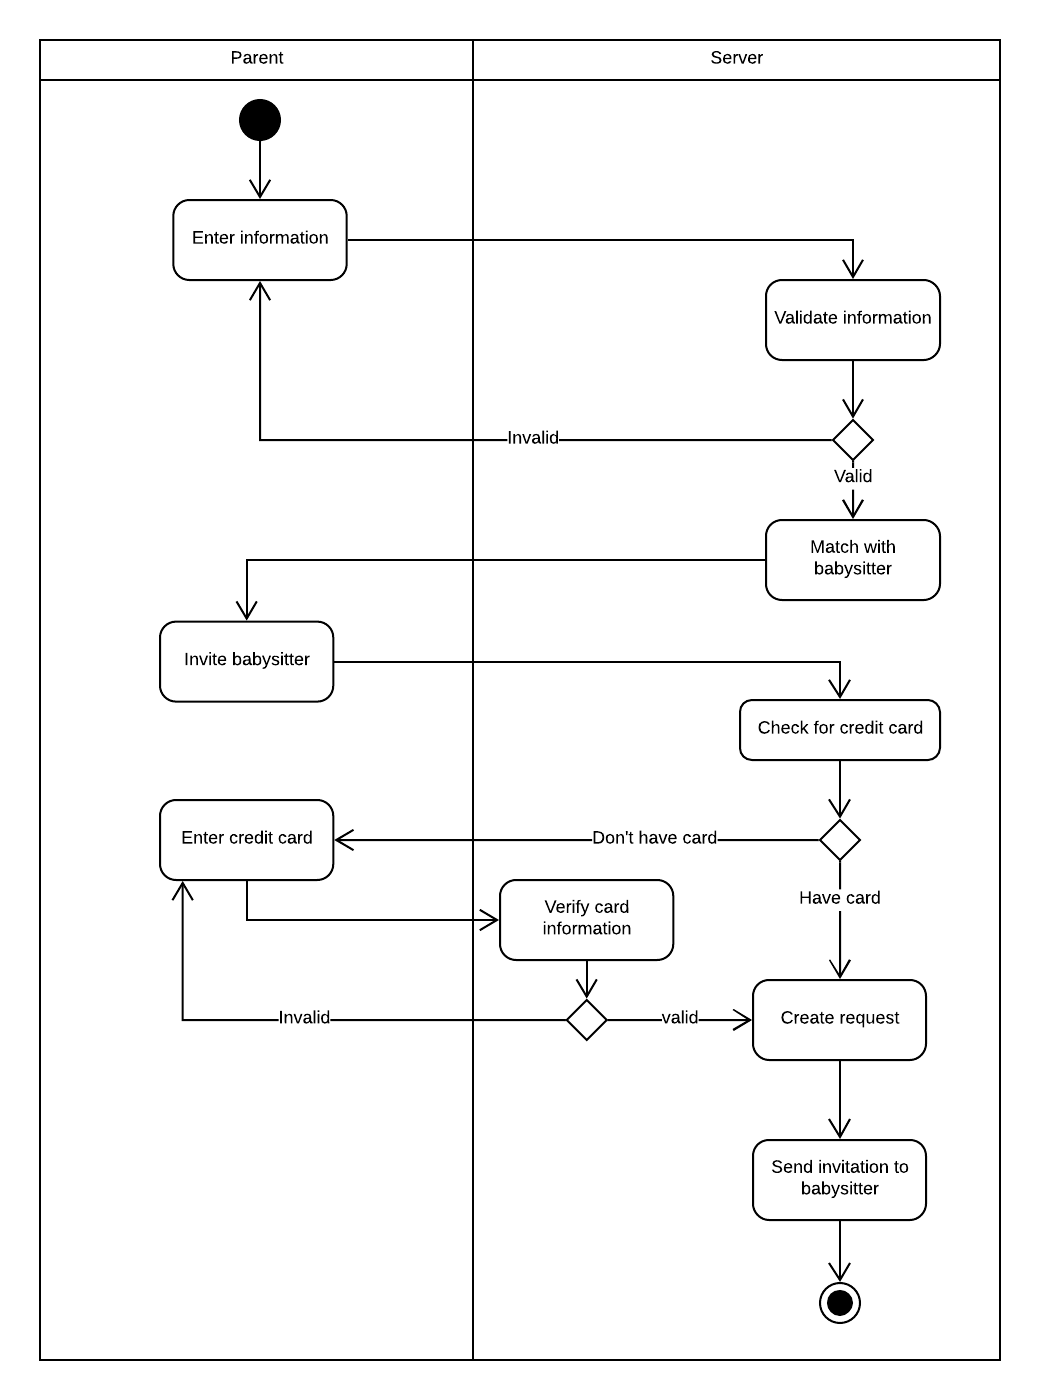 Parent
Server
Enter information
Validate information
Invalid
Valid
Match with
babysitter
Invite babysitter
Check for credit card
Enter credit card
Don't have card
Have card
Verify card
information
Invalid
valid
Create request
Send invitation to
babysitter